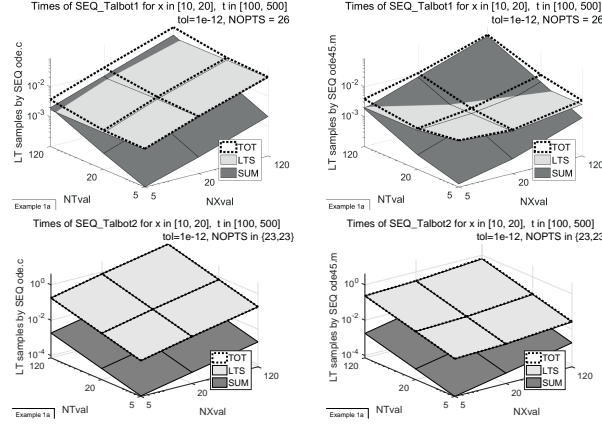 Times of SEQ_Talbot1 for x in [10, 20], t in [100, 500]
tol=1e-12, NOPTS = 26
LT samples by SEQ ode.c
10^-2
10^-3
120
20
5
NTval
5
20
120
NXval
TOT
LTS
SUM
Example 1a
Times of SEQ_Talbot1 for x in [10, 20], t in [100, 500]
tol=1e-12, NOPTS = 26
LT samples by SEQ ode45.m
10^-2
10^-3
120
20
5
NTval
5
20
120
NXval
TOT
LTS
SUM
Example 1a
Times of SEQ_Talbot2 for x in [10, 20], t in [100, 500]
tol=1e-12, NOPTS in {23,23}
LT samples by SEQ ode.c
10^0
10^-2
10^-4
120
20
5
NTval
5
20
120
NXval
TOT
LTS
SUM
Example 1a
Times of SEQ_Talbot2 for x in [10, 20], t in [100, 500]
tol=1e-12, NOPTS in {23,23
LT samples by SEQ ode45.m
10^0
10^-2
10^-4
120
20
5
NTval
5
20
120
NXval
TOT
LTS
SUM
Example 1a